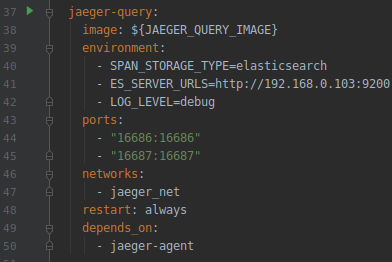 37 jaeger-query:
38 image: ${JAEGER_QUERY_IMAGE}
39 environment:
40 - SPAN_STORAGE_TYPE=elasticsearch
41 - ES_SERVER_URLS=http://192.168.0.103:9200
42 - LOG_LEVEL=debug
43 ports:
44 - "16686:16686"
45 - "16687:16687"
46 networks:
47 - jaeger_net
48 restart: always
49 depends_on:
50 - jaeger-agent